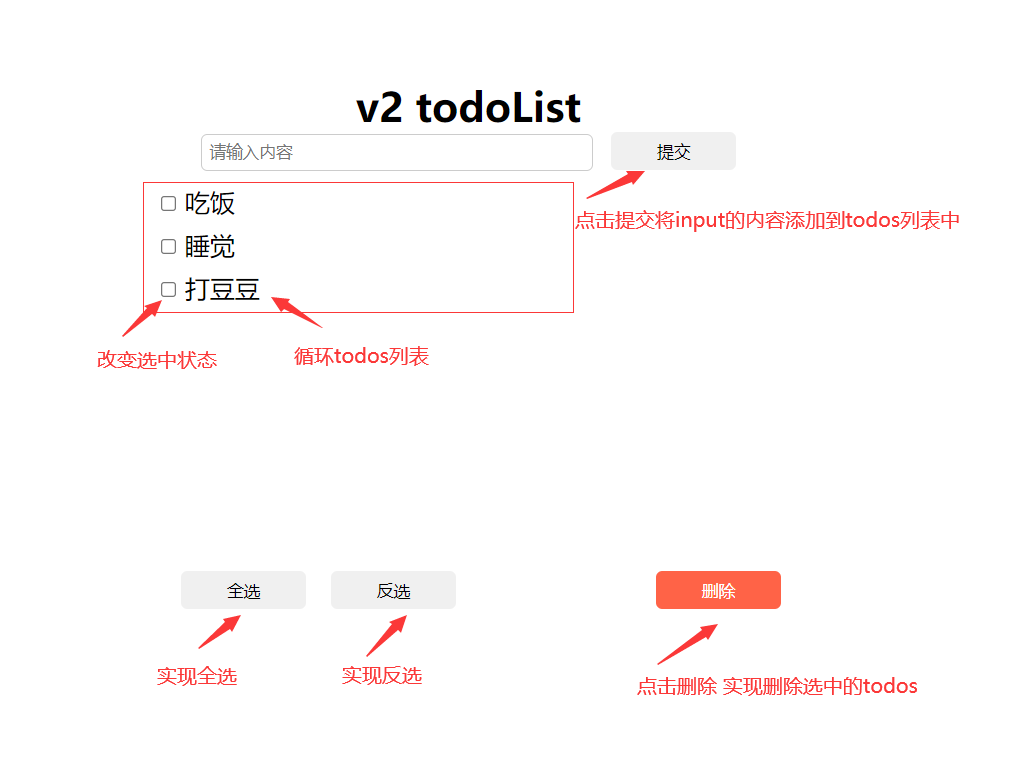 v2 todoList
请输入内容
提交
吃饭
点击提交将input的内容添加到todos列表中
睡觉
打豆豆
改变选中状态
循环todos列表
全选
反选
删除
实现全选
实现反选
点击删除 实现删除选中的todos